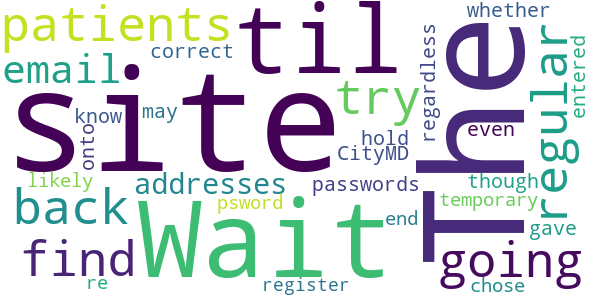 patients
til
The
whether
correct
email
site
try
regardless
regular
entered
know
may
onto
hold
even
CityMD
likely
addresses
passwords
though
back
Wait
psword
end
temporary
gave
find
going
re
register
chose